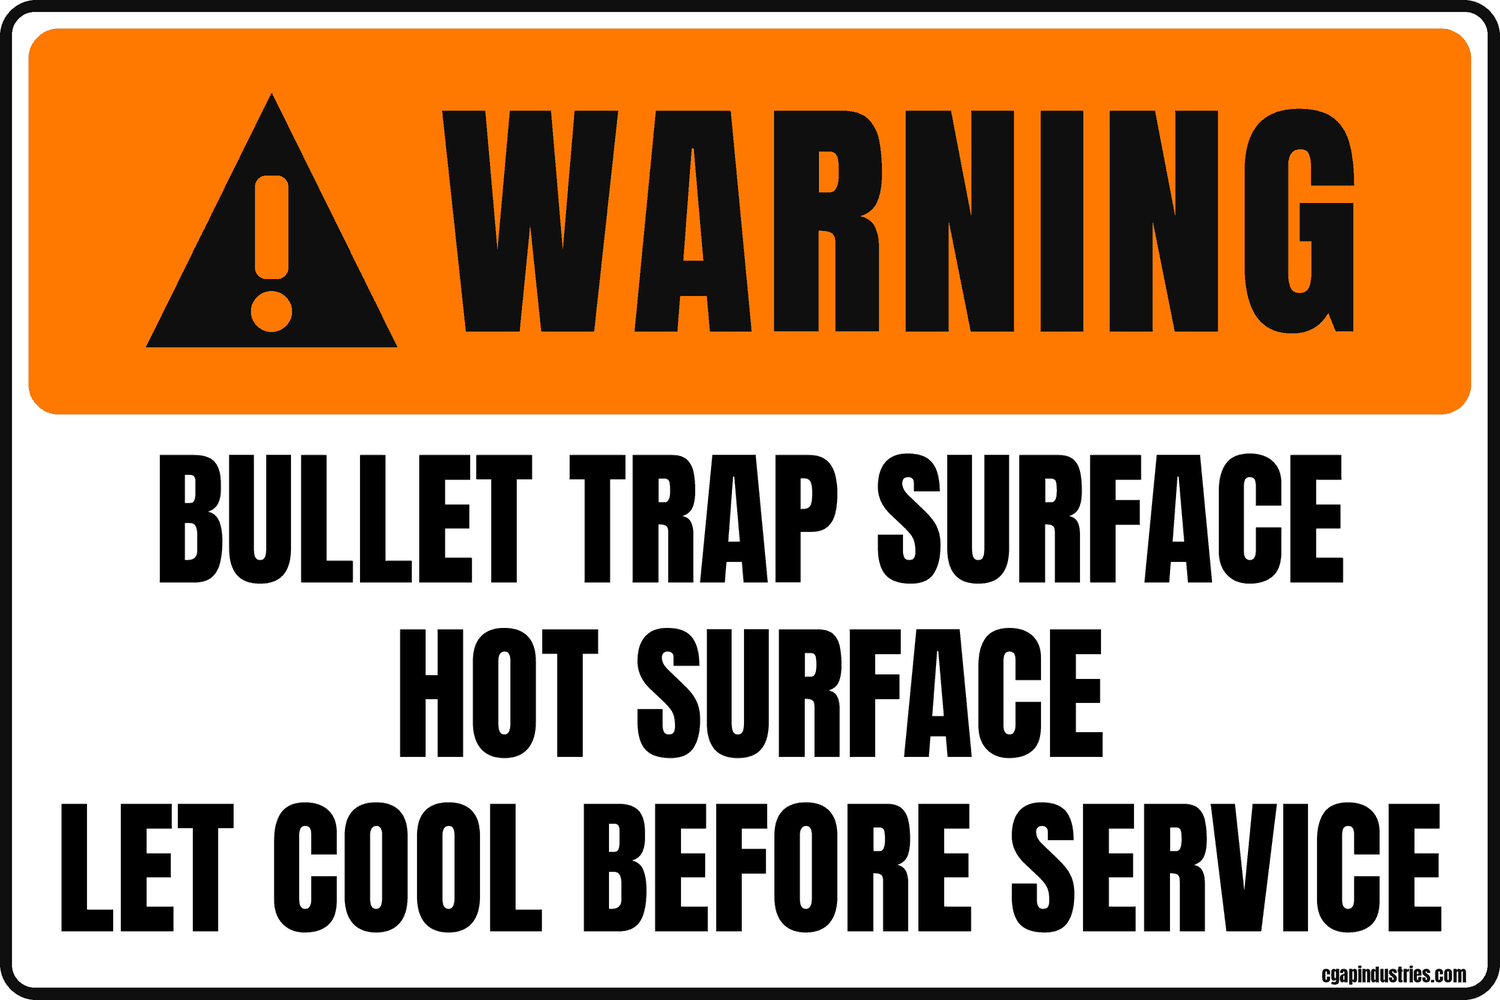 WARNING
BULLET TRAP SURFACE
HOT SURFACE
LET COOL BEFORE SERVICE
cgapindustries.com